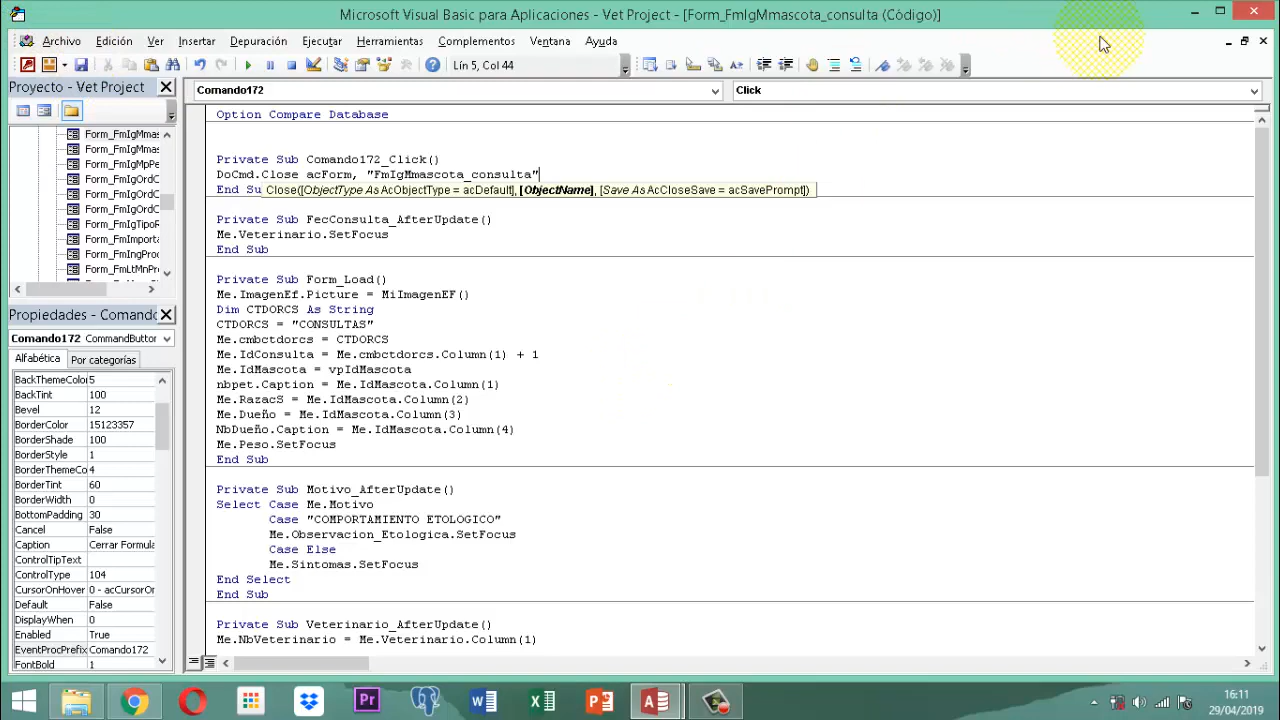 Microsoft Visual Basic para Aplicaciones - Vet Project - [Form_FmIgMmascota_consulta (Código)]
Archivo Edición Ver Insertar Depuración Ejecutar Herramientas Complementos Ventana Ayuda
Lín 5, Col 44
Proyecto - Vet Project
Comando172
Click
Form_FmIgMmas
Form_FmIgMmas
Form_FmIgMpPe
Form_FmIgOrdC
Form_FmIgOrdC
Form_FmIgOrdC
Form_FmIgTipoR
Form_FmImporta
Form_FmIngProc
Form_FmLtMnPr
Propiedades - Comando
Comando172 CommandButton
Alfabética Por categorías
BackThemeColor 5
BackTint 100
Bevel 12
BorderColor 15123357
BorderShade 100
BorderStyle 1
BorderThemeCo 4
BorderTint 60
BorderWidth 0
BottomPadding 30
Cancel False
Caption Cerrar Formula
ControlTipText
ControlType 104
CursorOnHover 0 - acCursorOn
Default False
DisplayWhen 0
Enabled True
EventProcPrefix Comando172
FontBold 1
Option Compare Database
Private Sub Comando172_Click()
DoCmd.Close acForm, "FmIgMmascota_consulta"
End Su
Close([ObjectType As AcObjectType = acDefault], [ObjectName], [Save As AcCloseSave = acSavePrompt])
Private Sub FecConsulta_AfterUpdate()
Me.Veterinario.SetFocus
End Sub
Private Sub Form_Load()
Me.ImagenEf.Picture = MiImagenEF()
Dim CTDORCS As String
CTDORCS = "CONSULTAS"
Me.cmbctdorcs = CTDORCS
Me.IdConsulta = Me.cmbctdorcs.Column(1) + 1
Me.IdMascota = vpIdMascota
nbpet.Caption = Me.IdMascota.Column(1)
Me.RazacS = Me.IdMascota.Column(2)
Me.Dueño = Me.IdMascota.Column(3)
NbDueño.Caption = Me.IdMascota.Column(4)
Me.Peso.SetFocus
End Sub
Private Sub Motivo_AfterUpdate()
Select Case Me.Motivo
Case "COMPORTAMIENTO ETOLOGICO"
Me.Observacion_Etologica.SetFocus
Case Else
Me.Sintomas.SetFocus
End Select
End Sub
Private Sub Veterinario_AfterUpdate()
Me.NbVeterinario = Me.Veterinario.Column(1)
16:11
29/04/2019